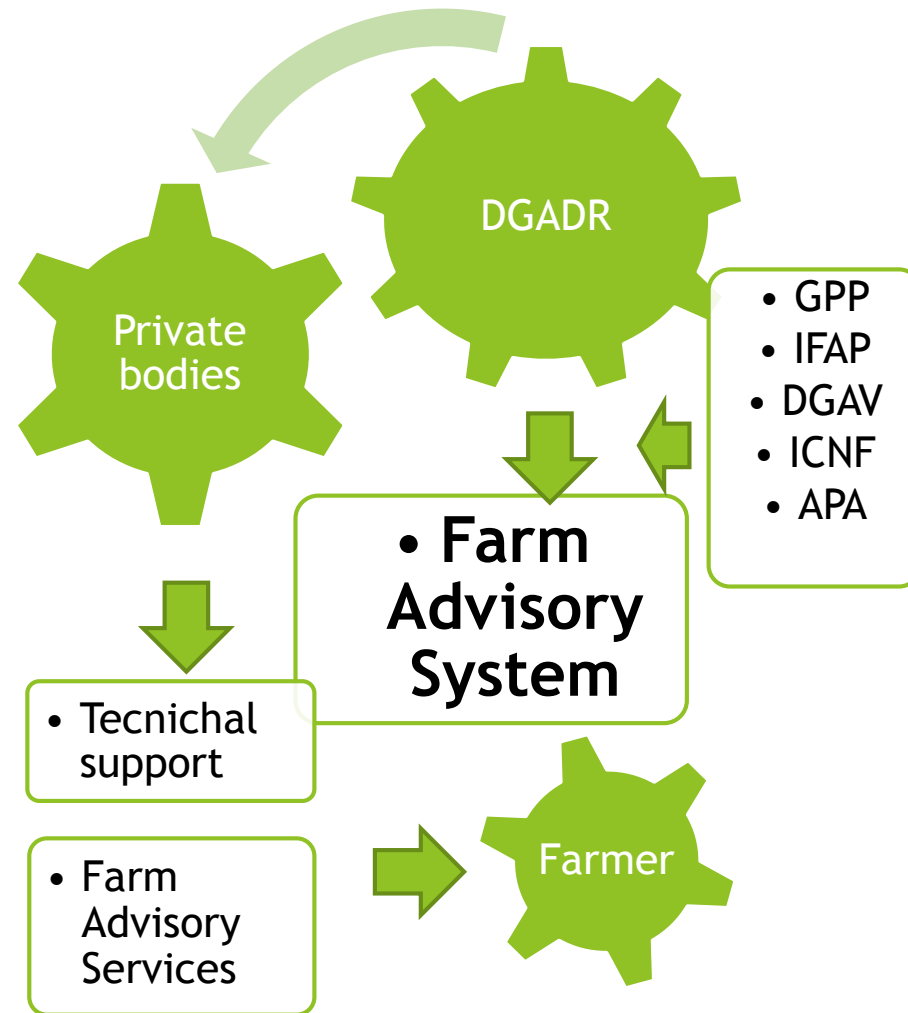 DGADR
Private
bodies
• GPP
• IFAP
• DGAV
• ICNF
• APA
• Farm
Advisory
System
• Tecnichal
support
• Farm
Advisory
Services
Farmer